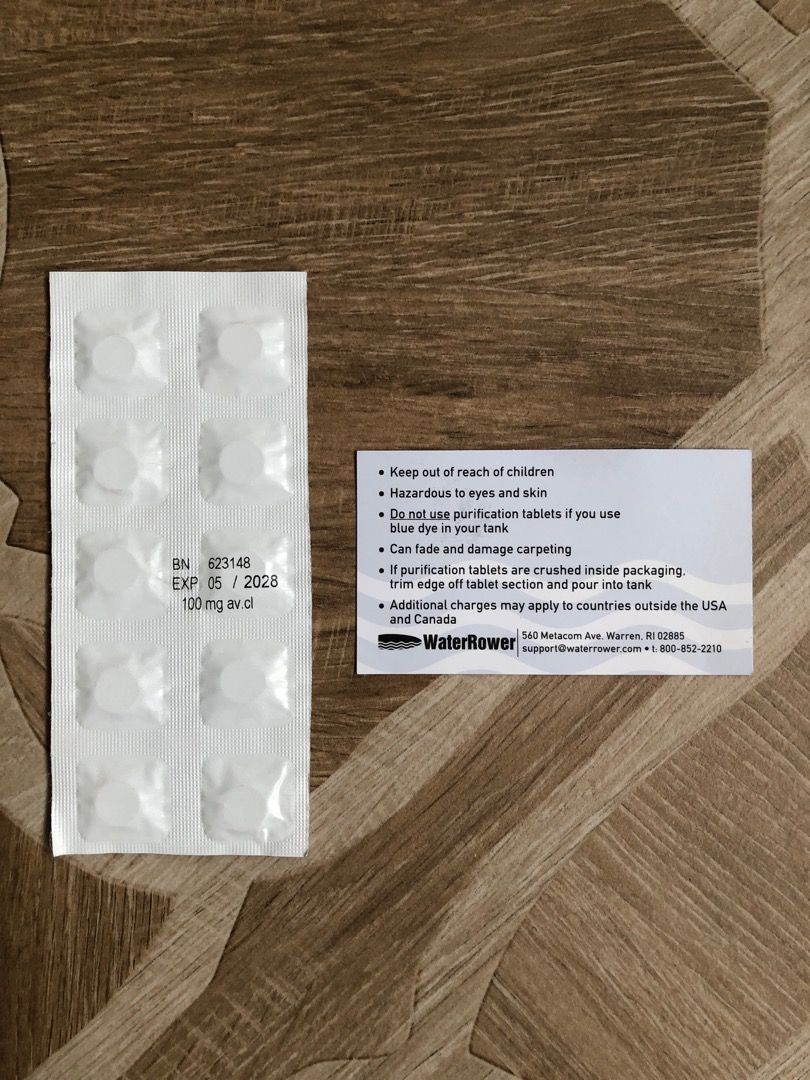 BN 623148
EXP 05 / 2028
100 mg av.cl
• Keep out of reach of children
• Hazardous to eyes and skin
• Do not use purification tablets if you use
blue dye in your tank
• Can fade and damage carpeting
• If purification tablets are crushed inside packaging,
trim edge off tablet section and pour into tank
• Additional charges may apply to countries outside the USA
and Canada
WaterRower
560 Metacom Ave. Warren, RI 02885
support@waterrower.com • t: 800-852-2210